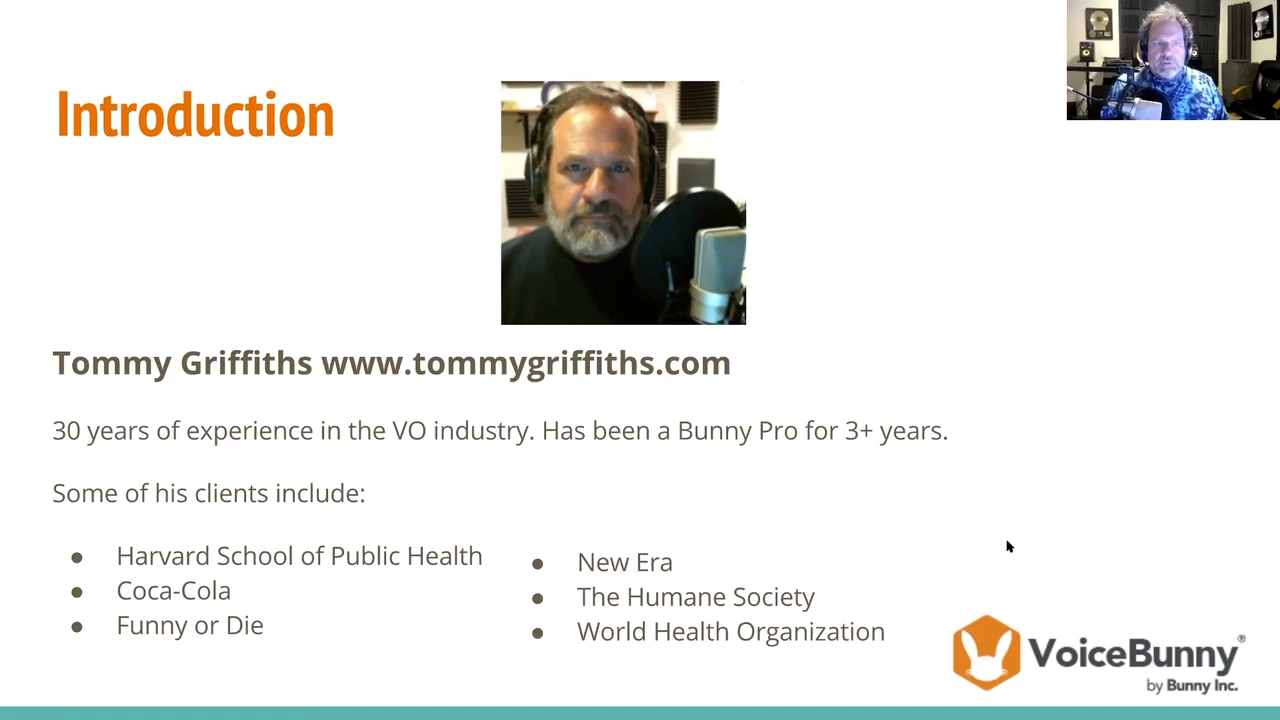 Introduction
Tommy Griffiths www.tommygriffiths.com
30 years of experience in the VO industry. Has been a Bunny Pro for 3+ years.
Some of his clients include:
● Harvard School of Public Health
● Coca-Cola
● Funny or Die
● New Era
● The Humane Society
● World Health Organization
VoiceBunny®
by Bunny Inc.